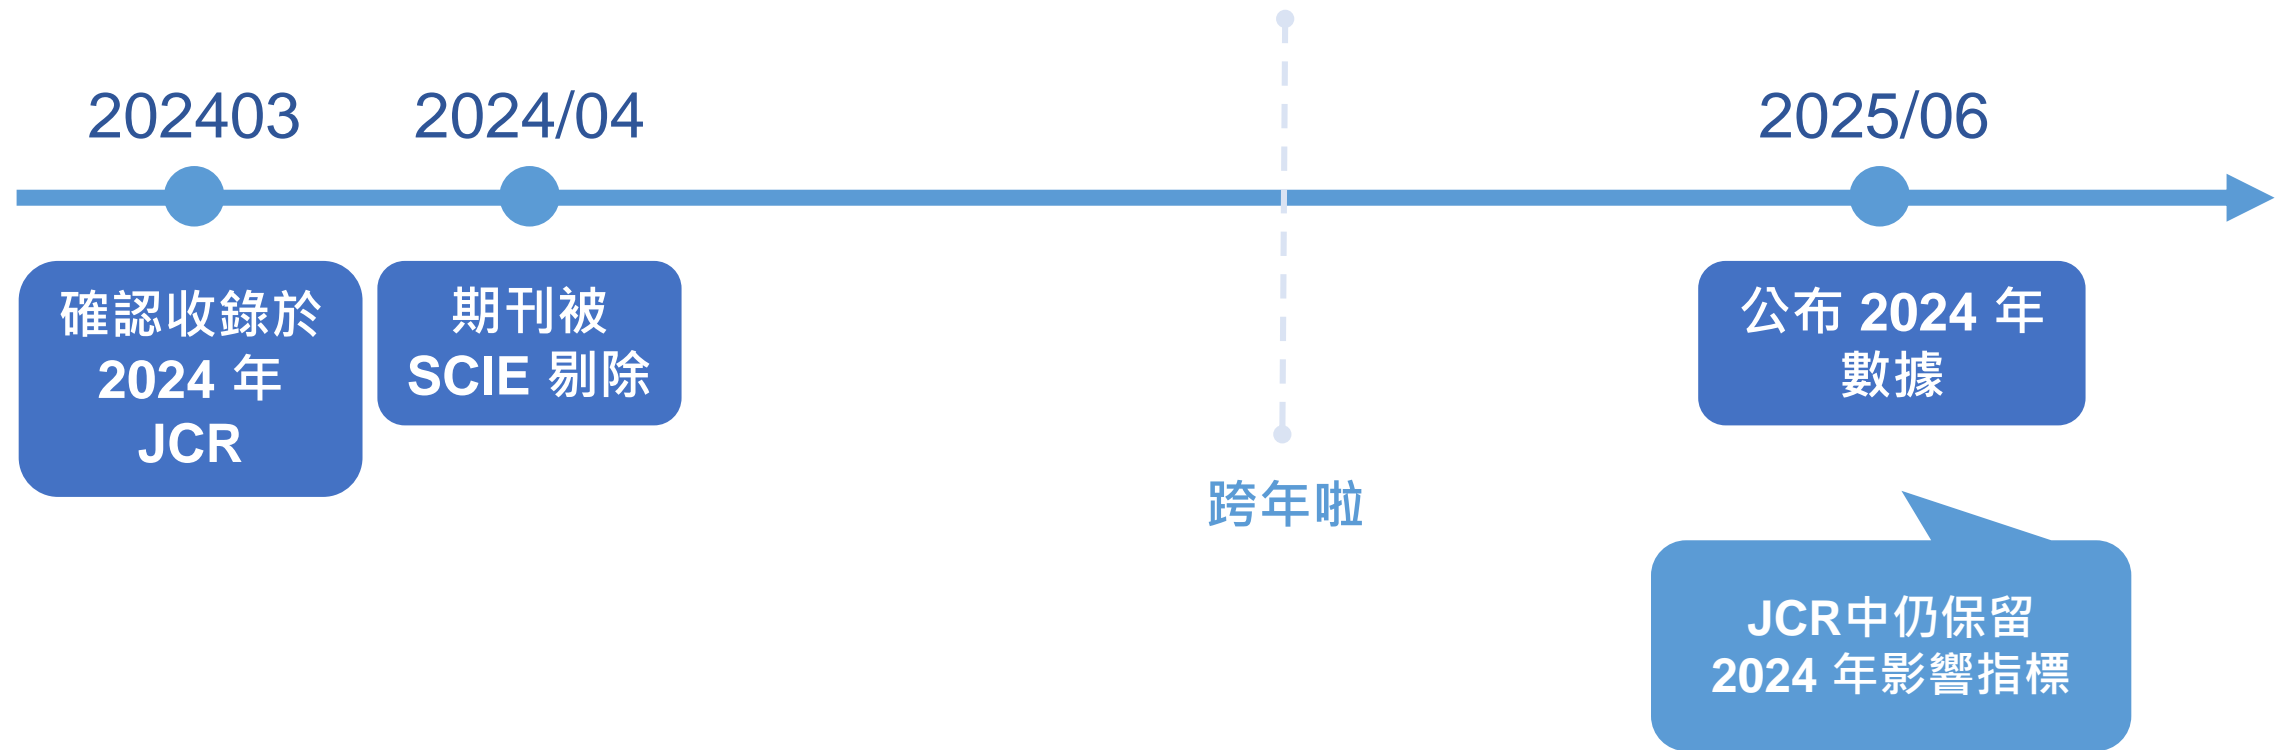 202403
2024/04
2025/06
確認收錄於
2024 年
JCR
期刊被
SCIE 剔除
公布 2024 年
數據
跨年啦
JCR中仍保留
2024 年影響指標